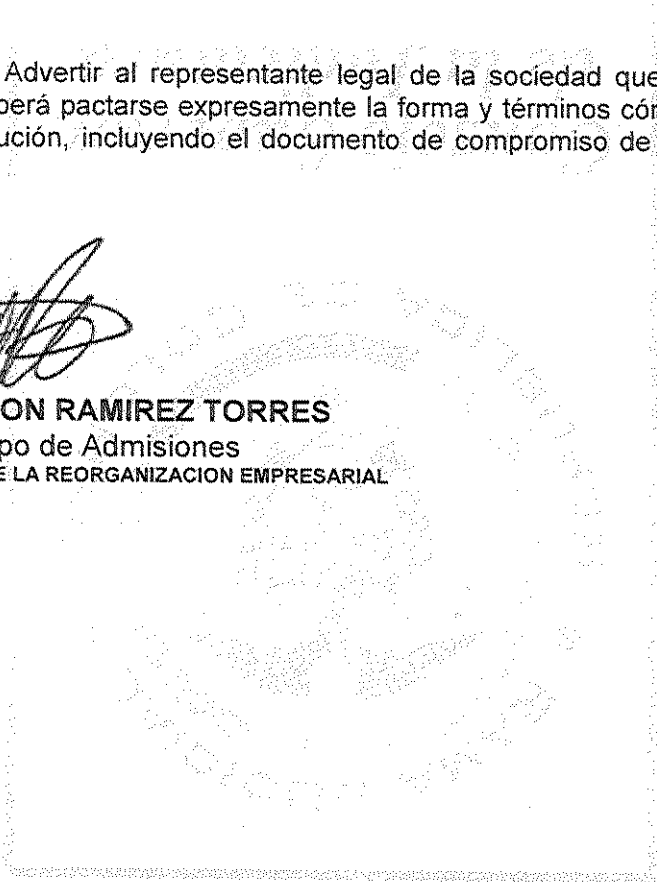 Advertir al representante legal de la sociedad que
berá pactarse expresamente la forma y términos cóm
ución, incluyendo el documento de compromiso de
ON RAMIREZ TORRES
po de Admisiones
E LA REORGANIZACION EMPRESARIAL